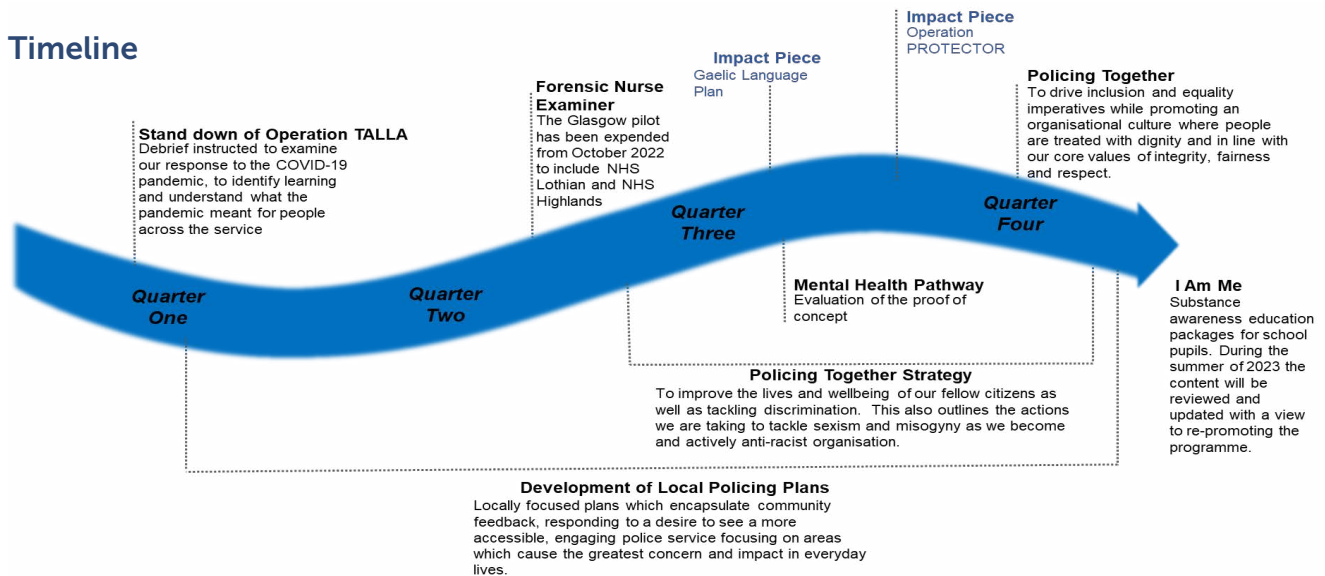 Timeline
Stand down of Operation TALLA
Debrief instructed to examine
our response to the COVID-19
pandemic, to identify learning
and understand what the
pandemic meant for people
across the service
Forensic Nurse
Examiner
The Glasgow pilot
has been expended
from October 2022
to include NHS
Lothian and NHS
Highlands
Impact Piece
Gaelic Language
Plan
Impact Piece
Operation
PROTECTOR
Policing Together
To drive inclusion and equality
imperatives while promoting an
organisational culture where people
are treated with dignity and in line with
our core values of integrity, fairness
and respect.
Quarter
One
Quarter
Two
Quarter
Three
Quarter
Four
Mental Health Pathway
Evaluation of the proof of
concept
I Am Me
Substance
awareness education
packages for school
pupils. During the
summer of 2023 the
content will be
reviewed and
updated with a view
to re-promoting the
programme.
Policing Together Strategy
To improve the lives and wellbeing of our fellow citizens as
well as tackling discrimination. This also outlines the actions
we are taking to tackle sexism and misogyny as we become
and actively anti-racist organisation.
Development of Local Policing Plans
Locally focused plans which encapsulate community
feedback, responding to a desire to see a more
accessible, engaging police service focusing on areas
which cause the greatest concern and impact in everyday
lives.